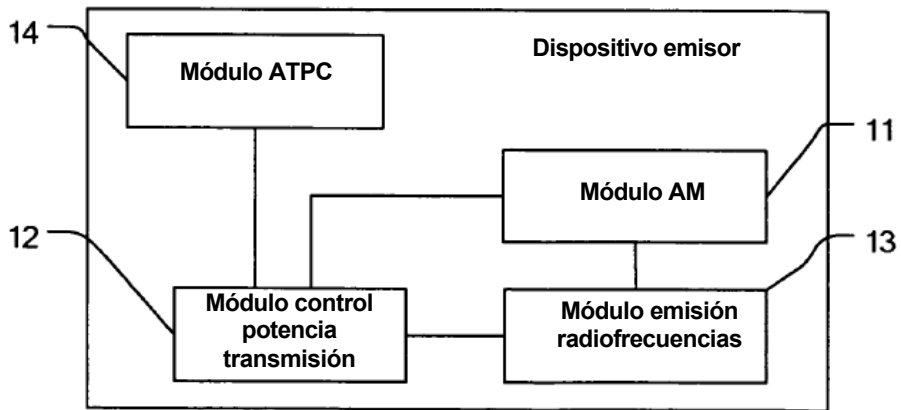 14
Módulo ATPC
Dispositivo emisor
11
Módulo AM
12
13
Módulo control
potencia
transmisión
Módulo emisión
radiofrecuencias